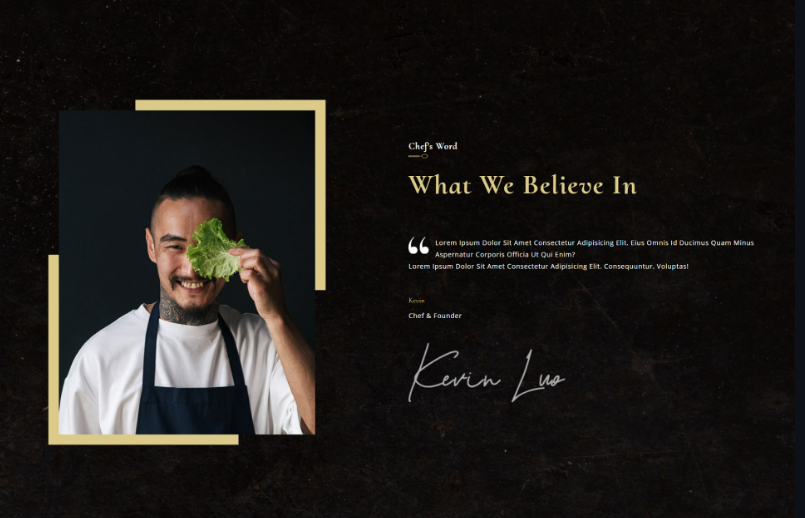 Chef's Word
What We Believe In
Lorem Ipsum Dolor Sit Amet Consectetur Adipisicing Elit. Eius Omnis Id Ducimus Quam Minus
Aspernatur Corporis Officia Ut Qui Enim?
Lorem Ipsum Dolor Sit Amet Consectetur Adipisicing Elit. Consequuntur, Voluptas!
Kevin
Chef & Founder
Kevin Luo